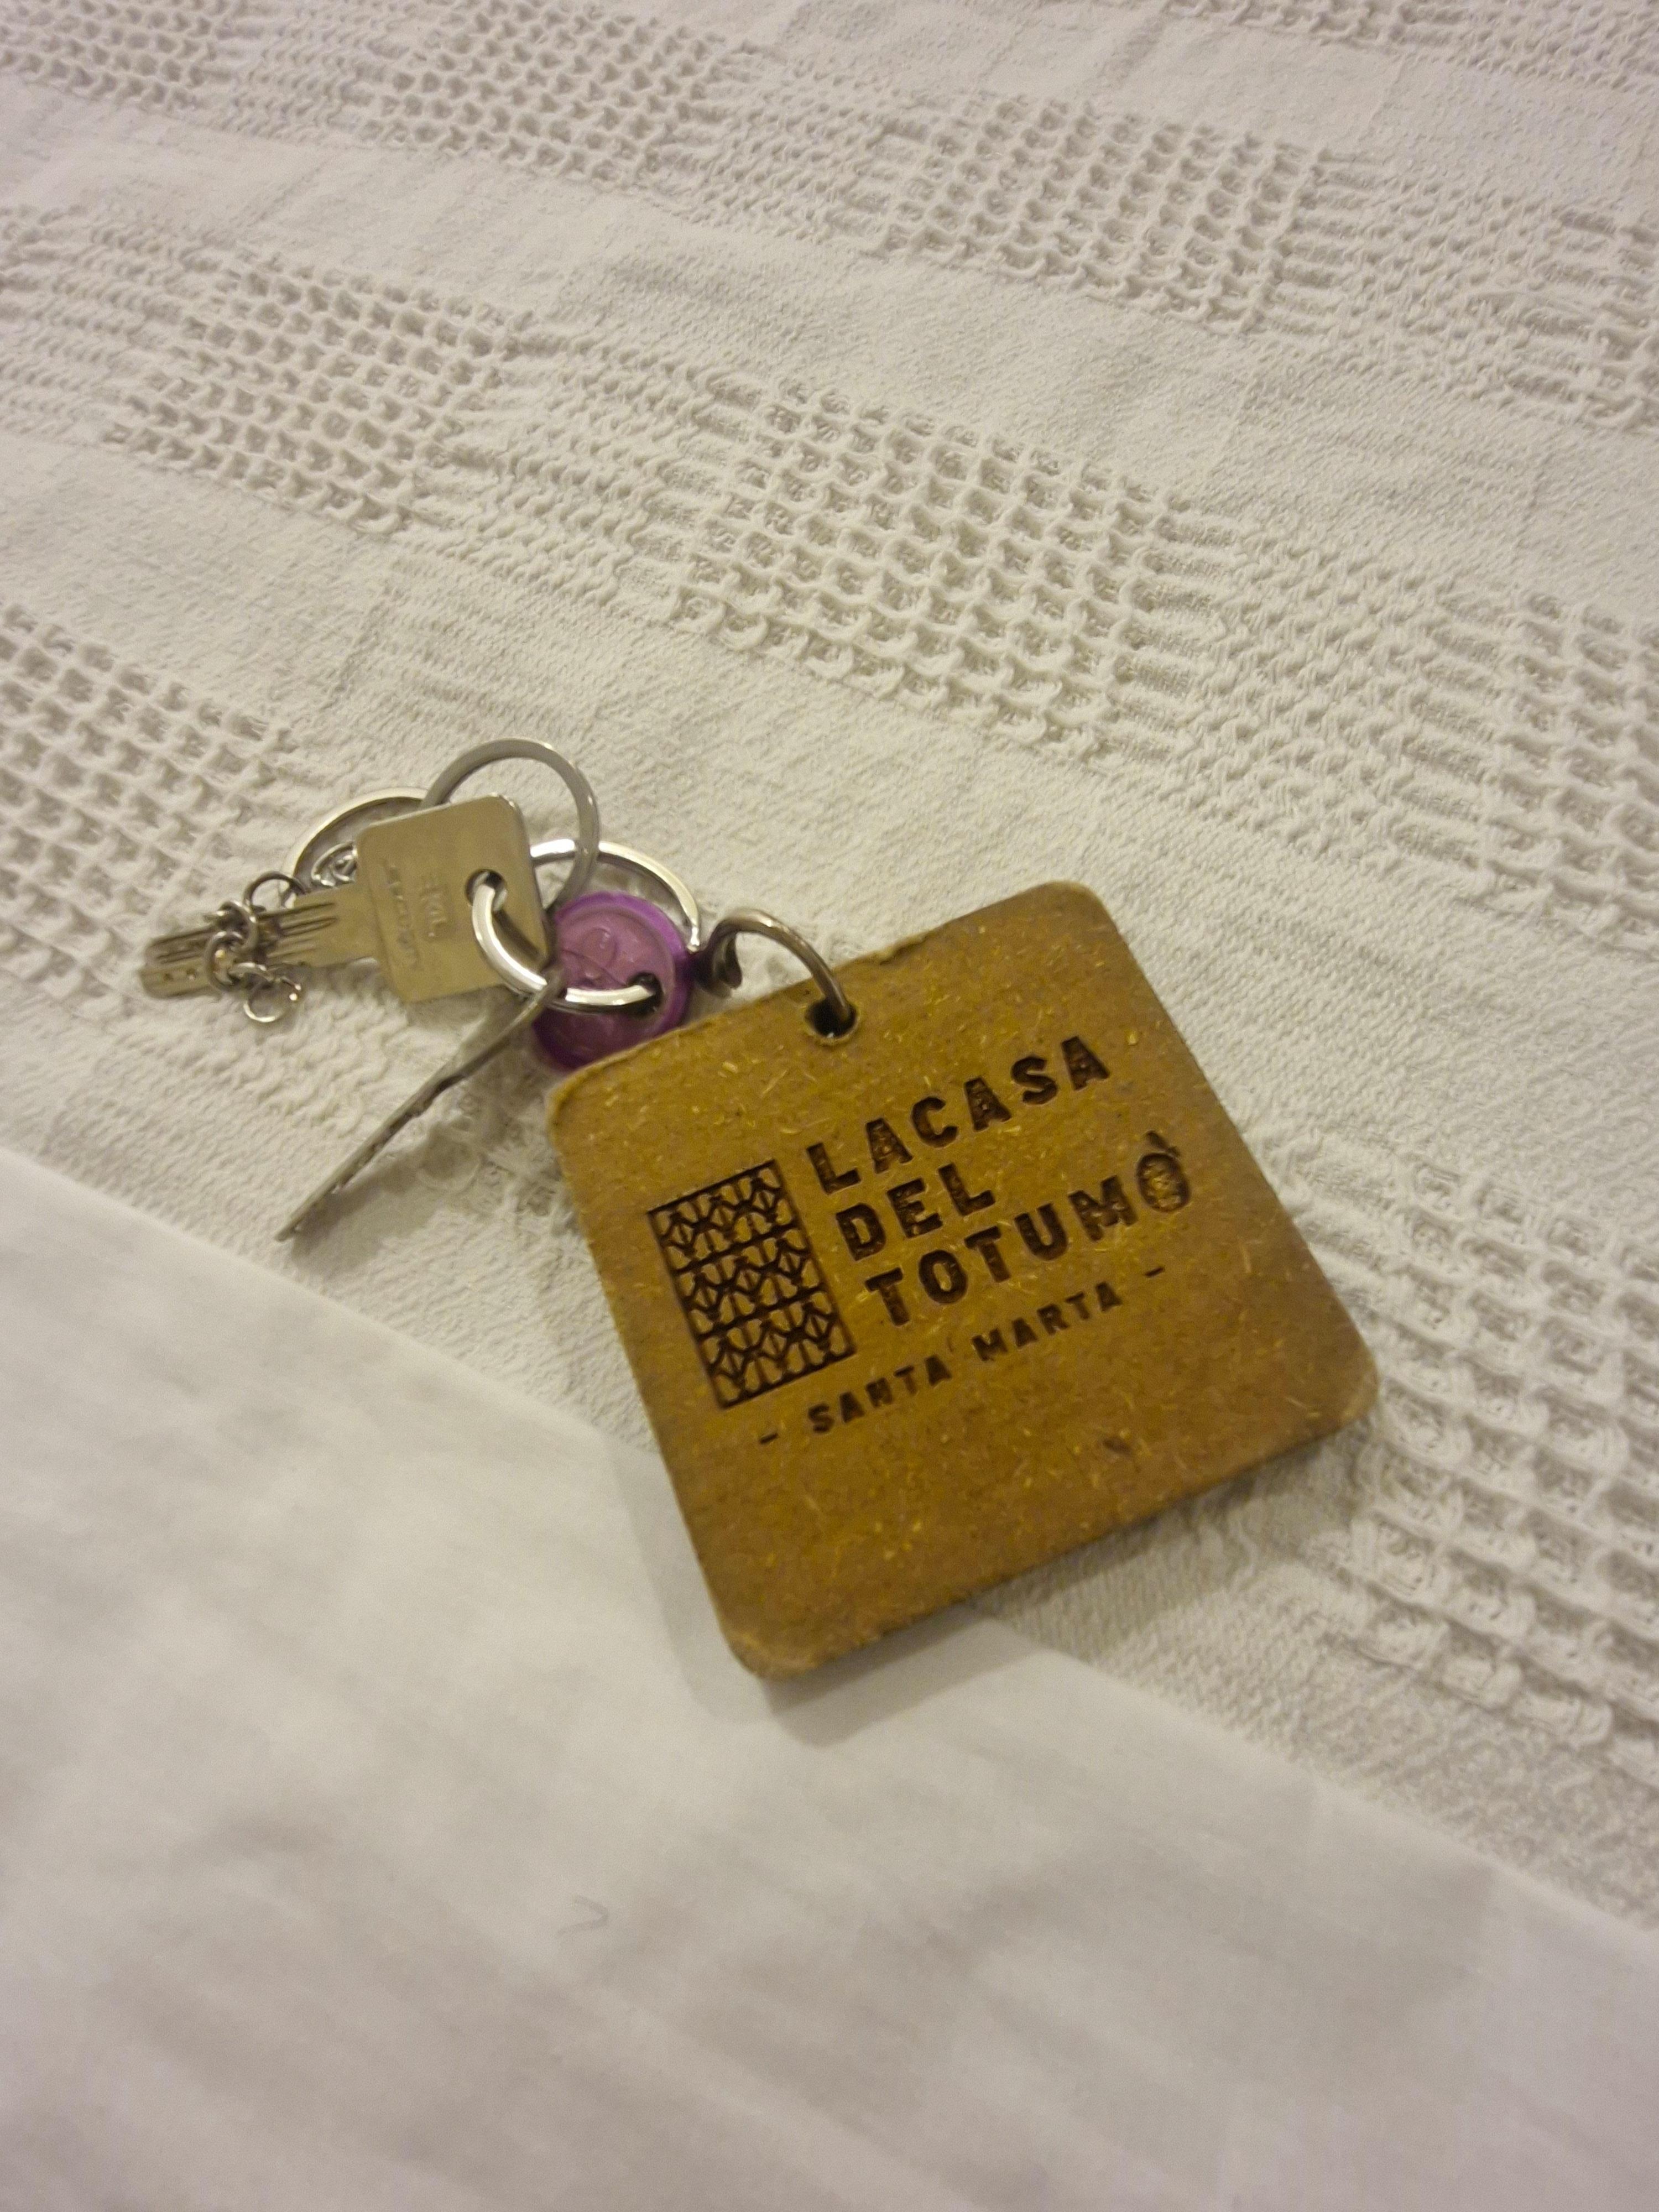 LACASA
DEL
TOTUMO
- SANTA MARTA -